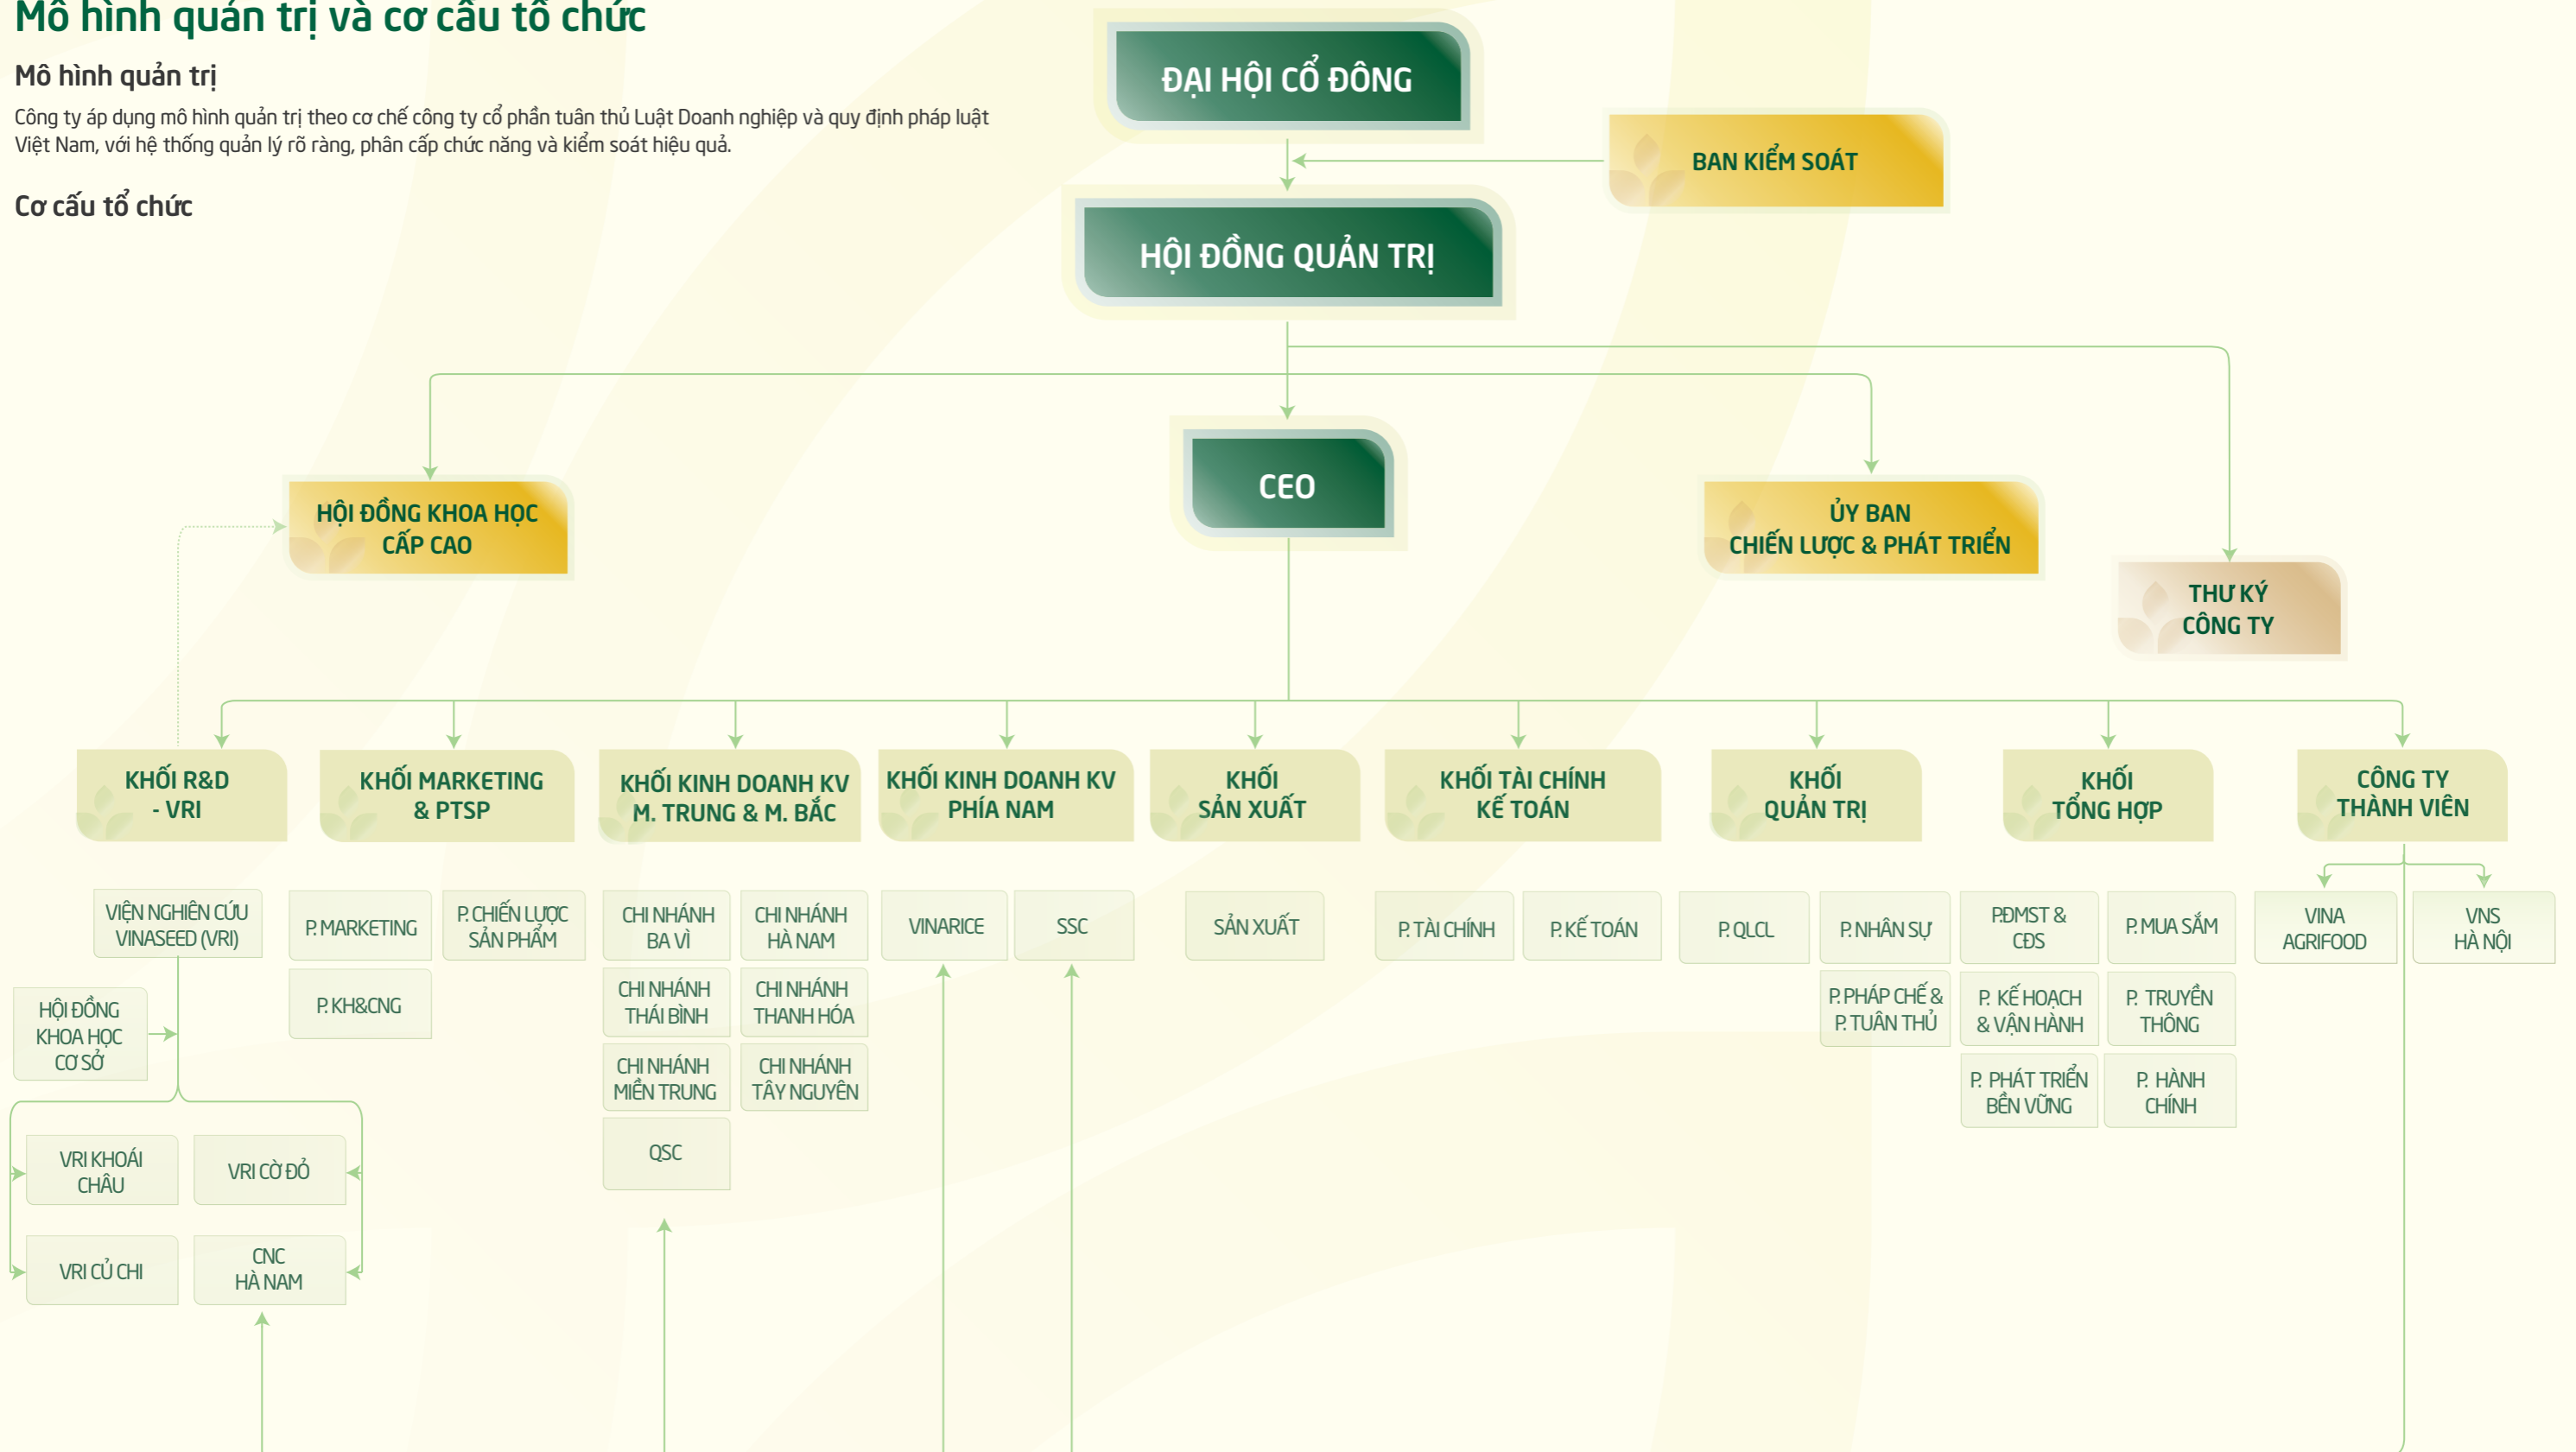 Mô hình quản trị và cơ cấu tổ chức
Mô hình quản trị
Công ty áp dụng mô hình quản trị theo cơ chế công ty cổ phần tuân thủ Luật Doanh nghiệp và quy định pháp luật
Việt Nam, với hệ thống quản lý rõ ràng, phân cấp chức năng và kiểm soát hiệu quả.
Cơ cấu tổ chức
ĐẠI HỘI CỔ ĐÔNG
BAN KIỂM SOÁT
HỘI ĐỒNG QUẢN TRỊ
HỘI ĐỒNG KHOA HỌC
CẤP CAO
CEO
ỦY BAN
CHIẾN LƯỢC & PHÁT TRIỂN
THƯ KÝ
CÔNG TY
KHỐI R&D
- VRI
KHỐI MARKETING
& PTSP
KHỐI KINH DOANH KV
M. TRUNG & M. BẮC
KHỐI KINH DOANH KV
PHÍA NAM
KHỐI
SẢN XUẤT
KHỐI TÀI CHÍNH
KẾ TOÁN
KHỐI
QUẢN TRỊ
KHỐI
TỔNG HỢP
CÔNG TY
THÀNH VIÊN
VIỆN NGHIÊN CỨU
VINASEED (VRI)
HỘI ĐỒNG
KHOA HỌC
CƠ SỞ
VRI KHOÁI
CHÂU
VRI CỜ ĐỎ
VRI CỦ CHI
CNC
HÀ NAM
P. MARKETING
P. CHIẾN LƯỢC
SẢN PHẨM
P. KH&CNG
CHI NHÁNH
BA VÌ
CHI NHÁNH
HÀ NAM
CHI NHÁNH
THÁI BÌNH
CHI NHÁNH
THANH HÓA
CHI NHÁNH
MIỀN TRUNG
CHI NHÁNH
TÂY NGUYÊN
QSC
VINARICE
SSC
SẢN XUẤT
P. TÀI CHÍNH
P. KẾ TOÁN
P. QLCL
P. NHÂN SỰ
P. PHÁP CHẾ &
P. TUÂN THỦ
P.ĐMST &
CĐS
P. MUA SẮM
P. KẾ HOẠCH
& VẬN HÀNH
P. TRUYỀN
THÔNG
P. PHÁT TRIỂN
BỀN VỮNG
P. HÀNH
CHÍNH
VINA
AGRIFOOD
VNS
HÀ NỘI